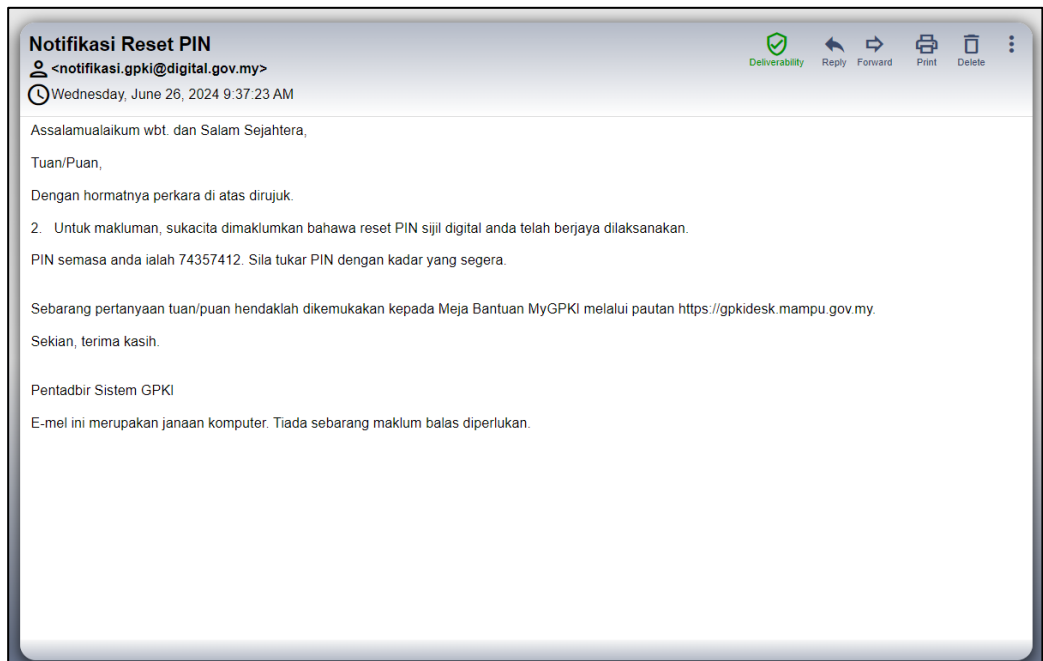 Notifikasi Reset PIN
<notifikasi.gpki@digital.gov.my>
Wednesday, June 26, 2024 9:37:23 AM
Deliverability Reply Forward Print Delete
Assalamualaikum wbt. dan Salam Sejahtera,
Tuan/Puan,
Dengan hormatnya perkara di atas dirujuk.
2. Untuk makluman, sukacita dimaklumkan bahawa reset PIN sijil digital anda telah berjaya dilaksanakan.
PIN semasa anda ialah 74357412. Sila tukar PIN dengan kadar yang segera.
Sebarang pertanyaan tuan/puan hendaklah dikemukakan kepada Meja Bantuan MyGPKI melalui pautan https://gpkidesk.mampu.gov.my.
Sekian, terima kasih.
Pentadbir Sistem GPKI
E-mel ini merupakan janaan komputer. Tiada sebarang maklum balas diperlukan.